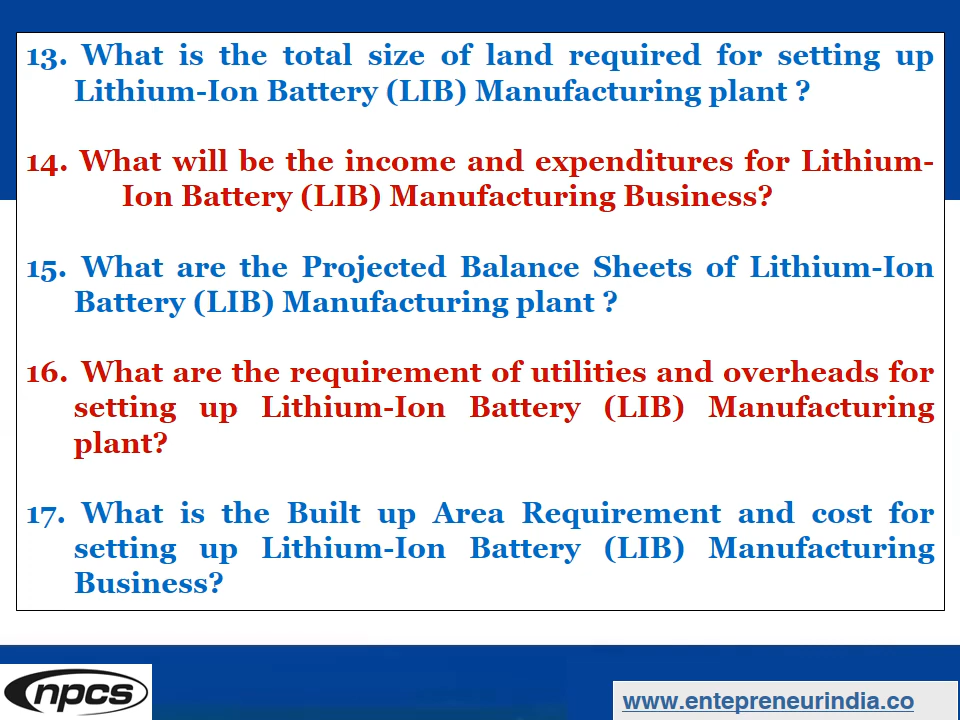 13. What is the total size of land required for setting up
Lithium-Ion Battery (LIB) Manufacturing plant ?
14. What will be the income and expenditures for Lithium-
Ion Battery (LIB) Manufacturing Business?
15. What are the Projected Balance Sheets of Lithium-Ion
Battery (LIB) Manufacturing plant ?
16. What are the requirement of utilities and overheads for
setting up Lithium-Ion Battery (LIB) Manufacturing
plant?
17. What is the Built up Area Requirement and cost for
setting up Lithium-Ion Battery (LIB) Manufacturing
Business?
npcs
www.entepreneurindia.co